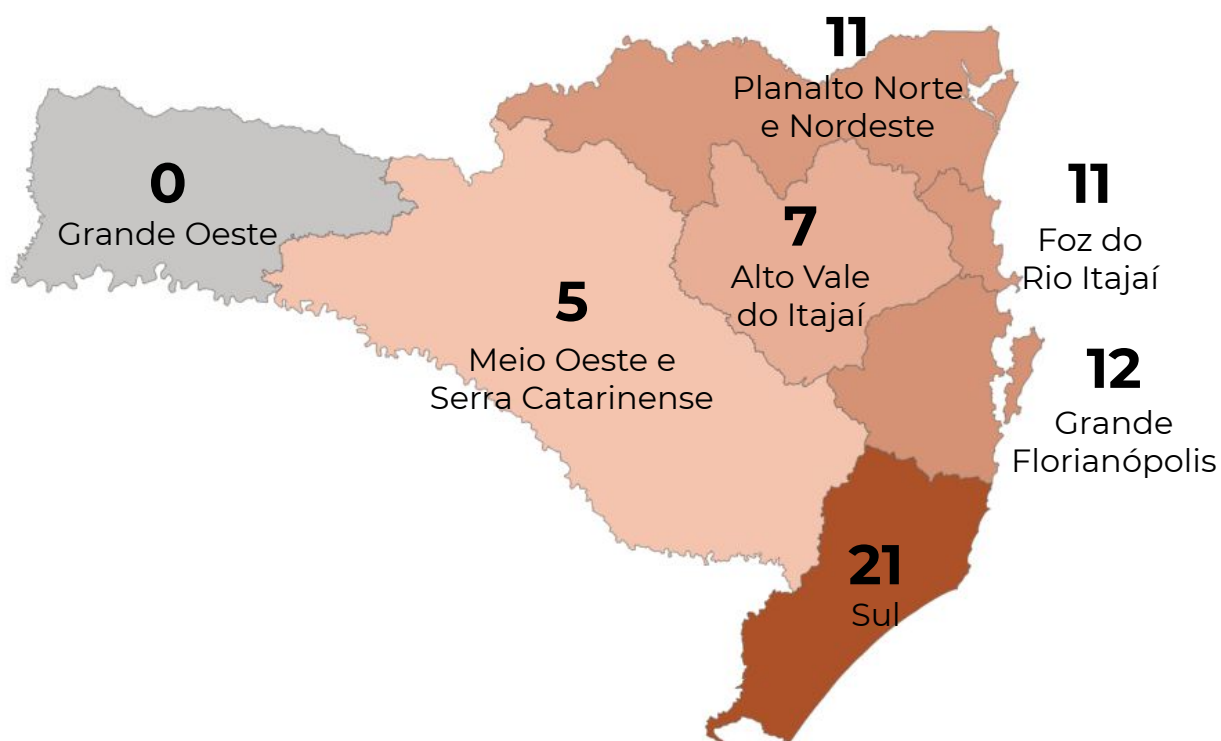 11
Planalto Norte
e Nordeste
0
Grande Oeste
11
Foz do
Rio Itajaí
7
Alto Vale
do Itajaí
5
Meio Oeste e
Serra Catarinense
12
Grande
Florianópolis
21
Sul